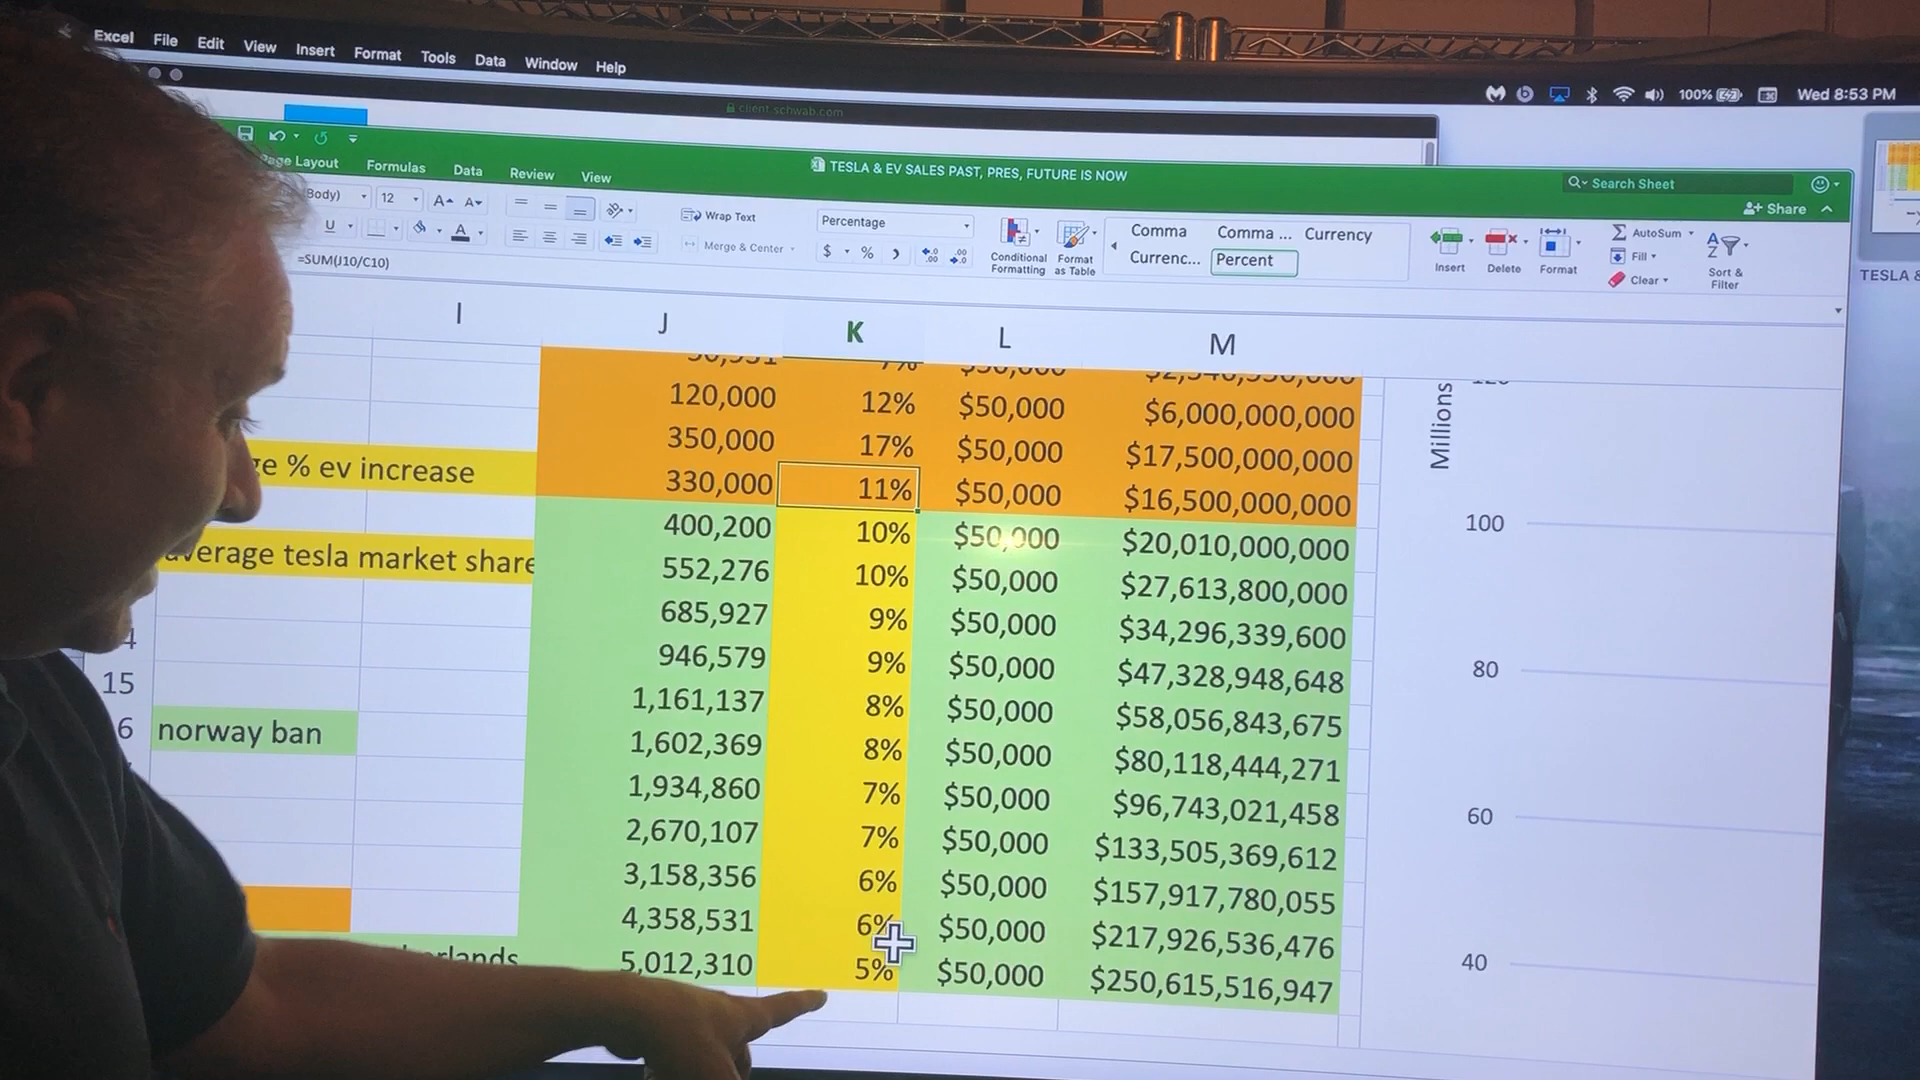 Excel File Edit View Insert Format Tools Data Window Help
100% Wed 8:53 PM
client.schwab.com
TESLA & EV SALES PAST, PRES, FUTURE IS NOW
Search Sheet
Page Layout Formulas Data Review View
Share
Body) 12 A A Wrap Text Percentage Comma Comma ... Currency Insert Delete Format AutoSum
U A Merge & Center $ % Conditional Formatting Format as Table Currenc... Percent Fill Clear Sort & Filter
TESLA &
=SUM(J10/C10)
I J K L M
120,000 12% $50,000 $6,000,000,000
350,000 17% $50,000 $17,500,000,000
ge % ev increase 330,000 11% $50,000 $16,500,000,000
400,200 10% $50,000 $20,010,000,000
average tesla market share 552,276 10% $50,000 $27,613,800,000
685,927 9% $50,000 $34,296,339,600
4 946,579 9% $50,000 $47,328,948,648
15 1,161,137 8% $50,000 $58,056,843,675
6 norway ban 1,602,369 8% $50,000 $80,118,444,271
1,934,860 7% $50,000 $96,743,021,458
2,670,107 7% $50,000 $133,505,369,612
3,158,356 6% $50,000 $157,917,780,055
4,358,531 6% $50,000 $217,926,536,476
erlands 5,012,310 5% $50,000 $250,615,516,947
Millions
100
80
60
40